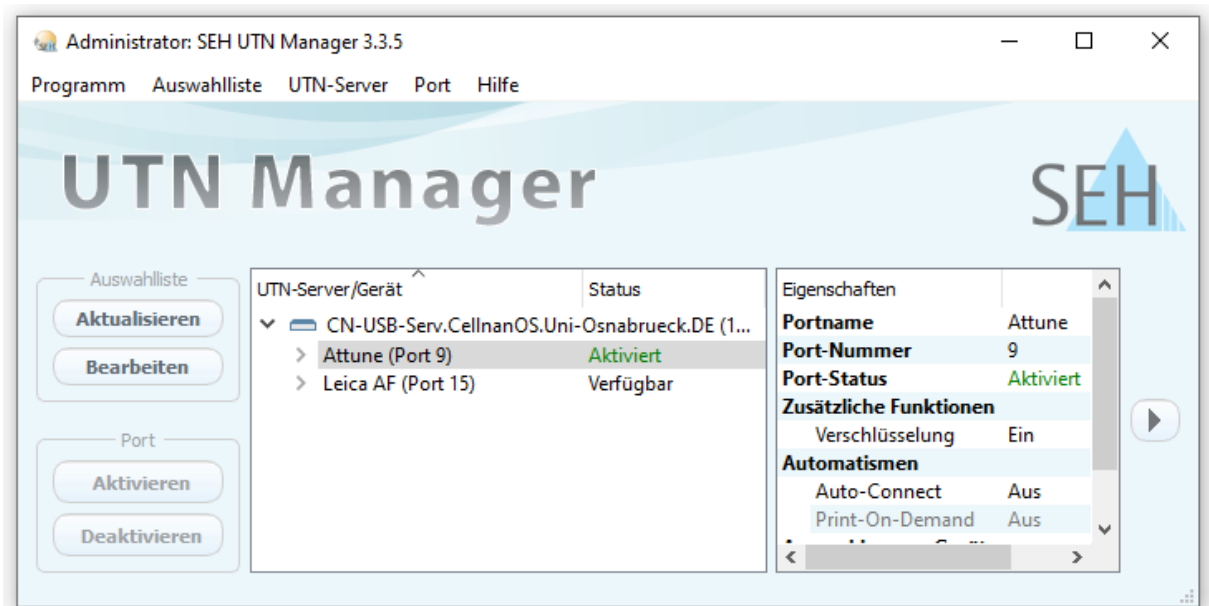 Administrator: SEH UTN Manager 3.3.5
Programm Auswahlliste UTN-Server Port Hilfe
UTN Manager
SEH
Auswahlliste
Aktualisieren
Bearbeiten
Port
Aktivieren
Deaktivieren
UTN-Server/Gerät Status
CN-USB-Serv.CellnanOS.Uni-Osnabrueck.DE (1...
Attune (Port 9) Aktiviert
Leica AF (Port 15) Verfügbar
Eigenschaften
Portname Attune
Port-Nummer 9
Port-Status Aktiviert
Zusätzliche Funktionen
Verschlüsselung Ein
Automatismen
Auto-Connect Aus
Print-On-Demand Aus